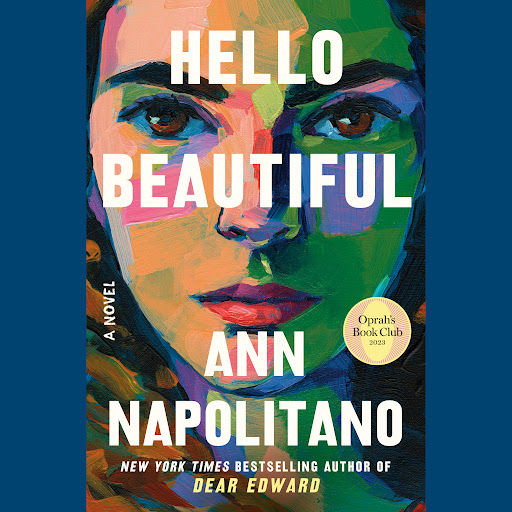 HELLO
BEAUTIFUL
A NOVEL
Oprah's
Book Club
2023
ANN
NAPOLITANO
NEW YORK TIMES BESTSELLING AUTHOR OF
DEAR EDWARD